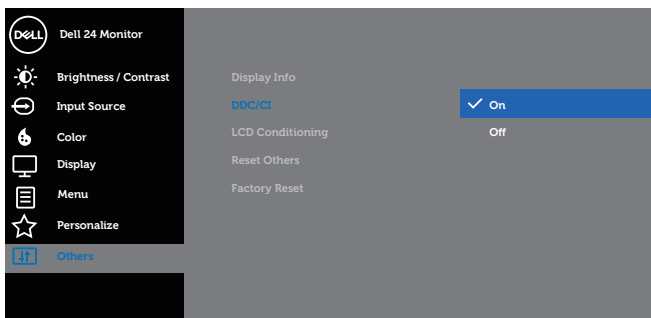 DELL
Dell 24 Monitor
Brightness / Contrast
Input Source
Color
Display
Menu
Personalize
Others
Display Info
DDC/CI
LCD Conditioning
Reset Others
Factory Reset
On
Off